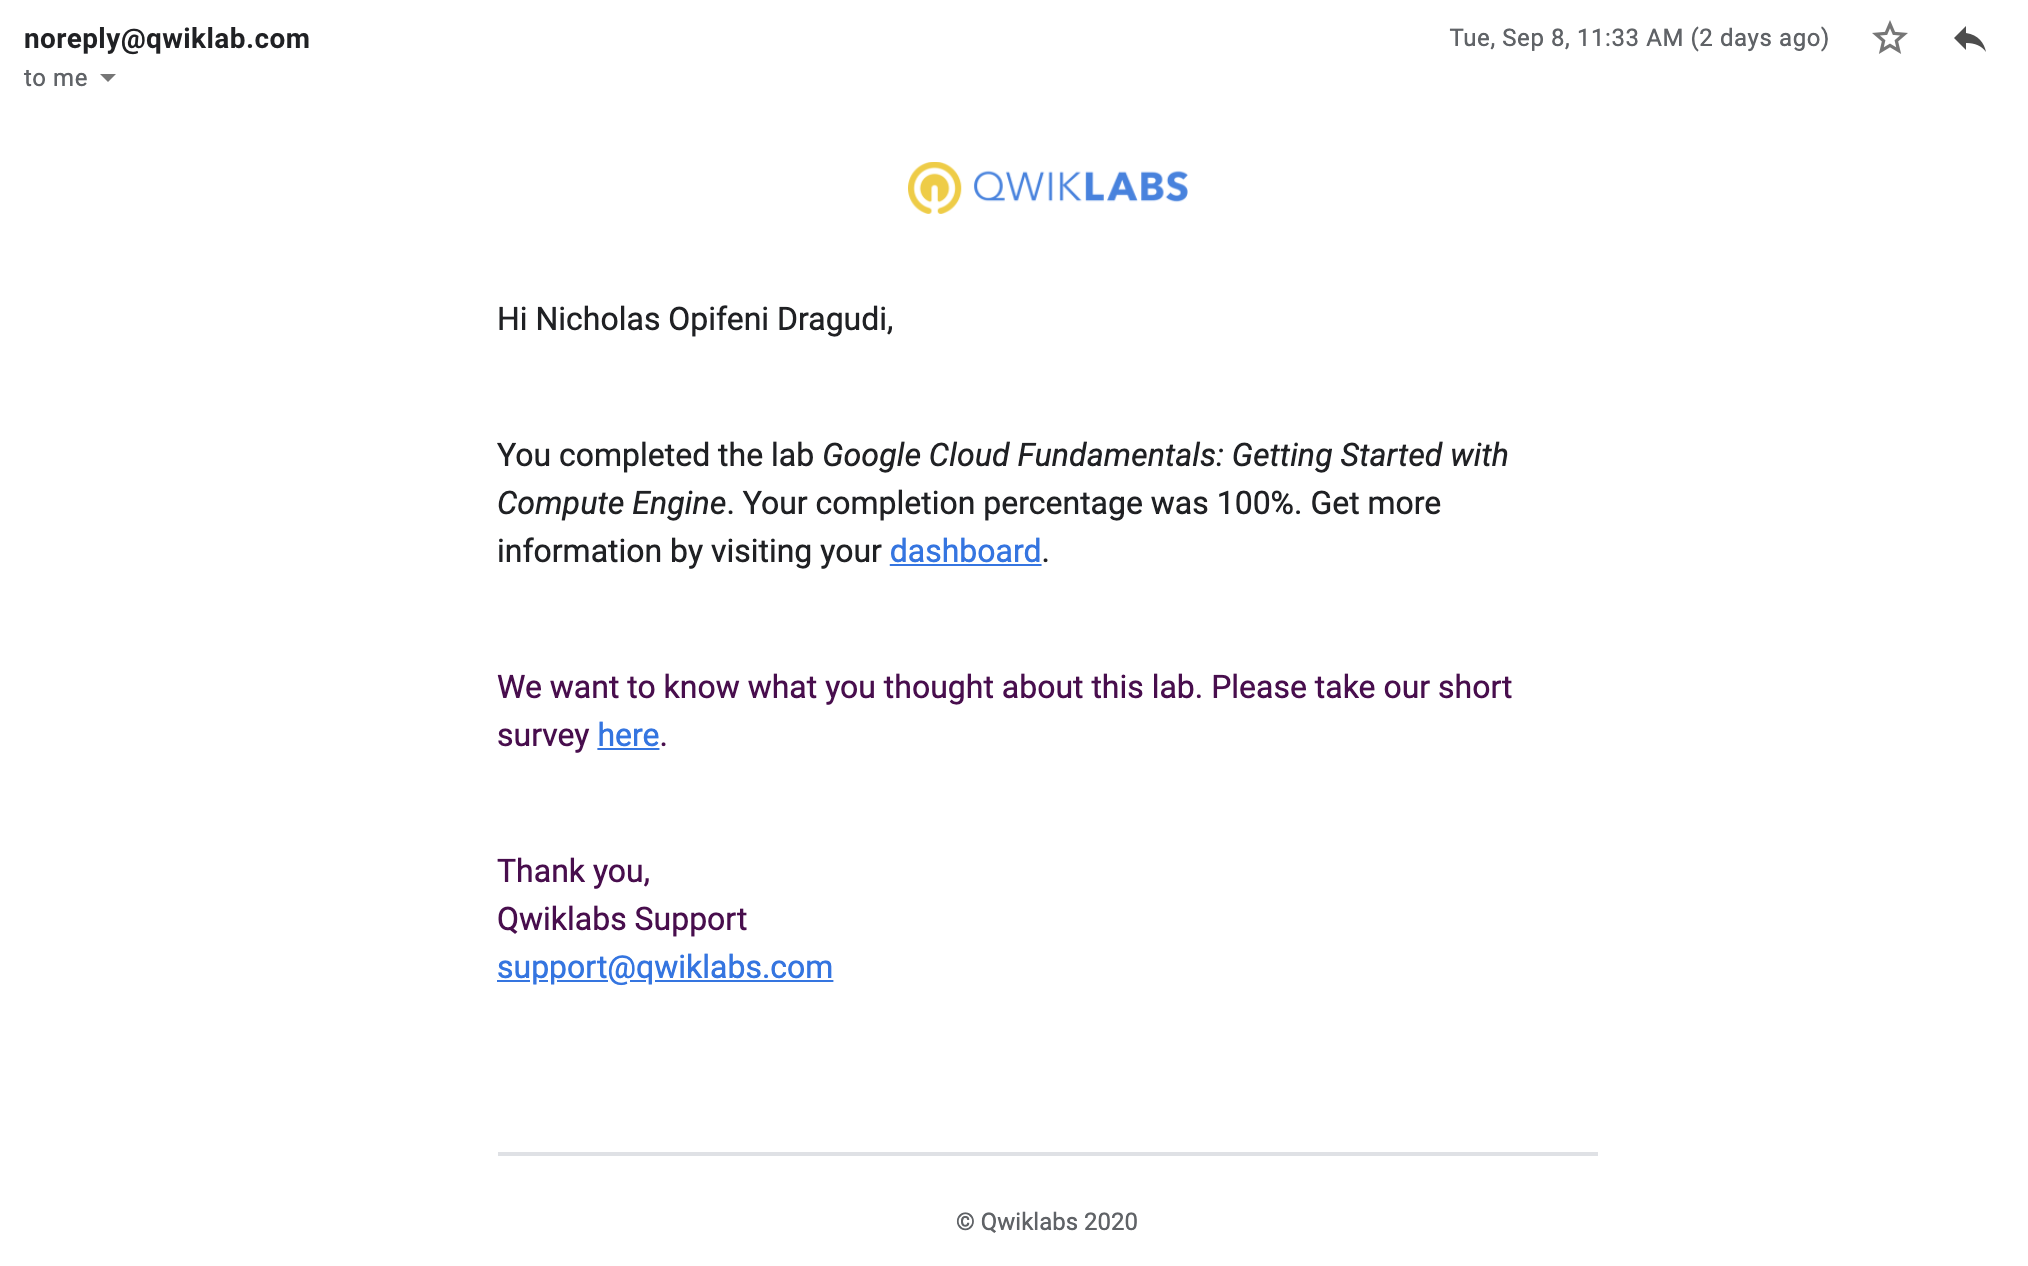 noreply@qwiklab.com
Tue, Sep 8, 11:33 AM (2 days ago)
to me
QWIKLABS
Hi Nicholas Opifeni Dragudi,
You completed the lab Google Cloud Fundamentals: Getting Started with
Compute Engine. Your completion percentage was 100%. Get more
information by visiting your dashboard.
We want to know what you thought about this lab. Please take our short
survey here.
Thank you,
Qwiklabs Support
support@qwiklabs.com
© Qwiklabs 2020